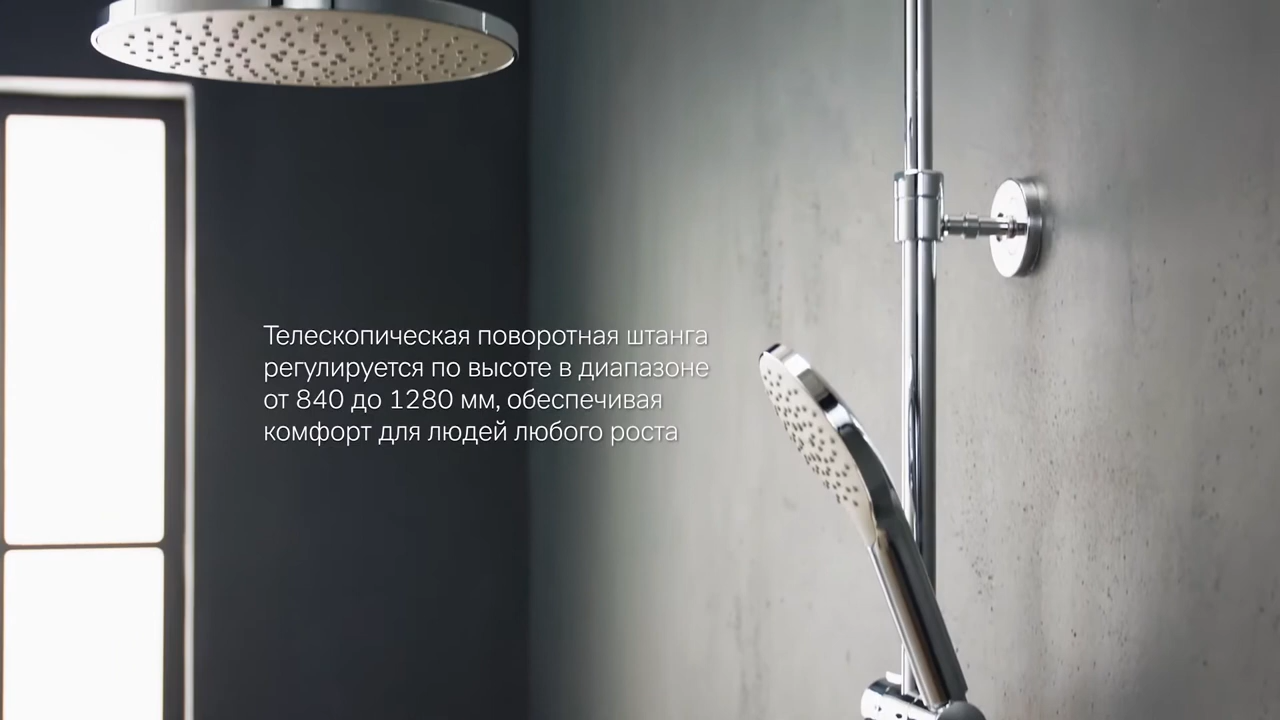 Телескопическая поворотная штанга
регулируется по высоте в диапазоне
от 840 до 1280 мм, обеспечивая
комфорт для людей любого роста